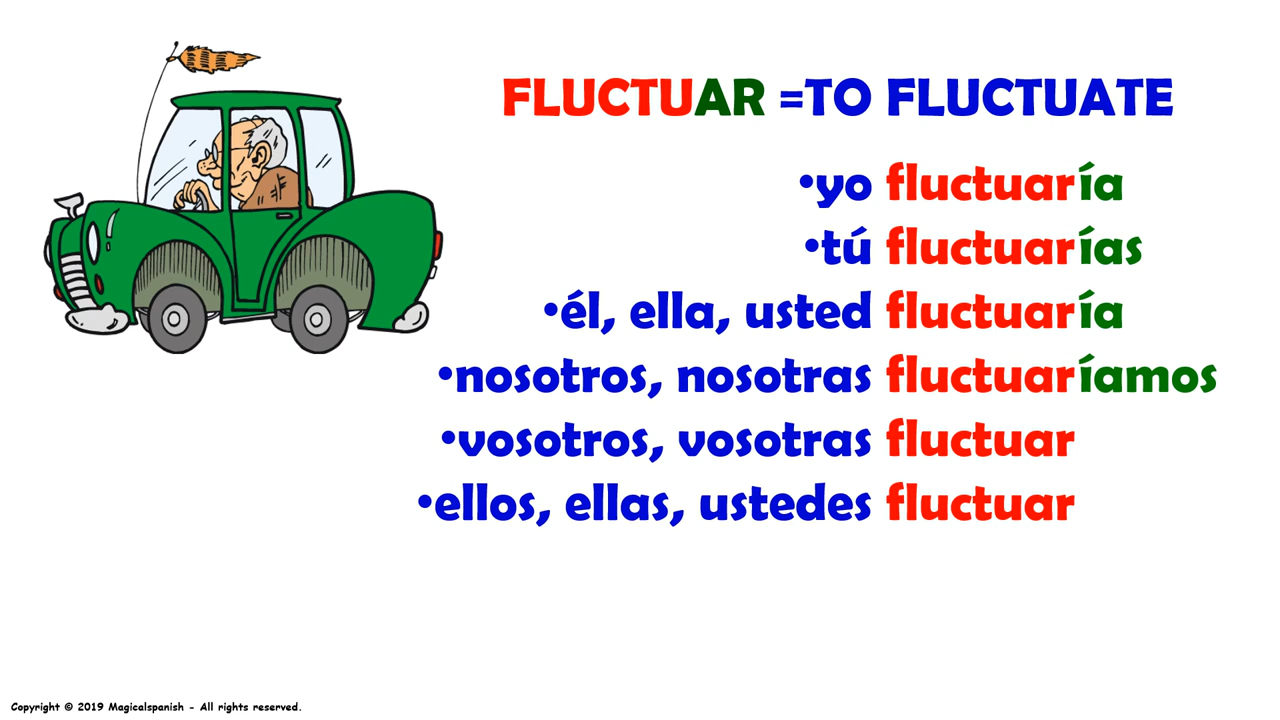 FLUCTUAR =TO FLUCTUATE
•yo fluctuaría
•tú fluctuarías
•él, ella, usted fluctuaría
•nosotros, nosotras fluctuaríamos
•vosotros, vosotras fluctuar
•ellos, ellas, ustedes fluctuar
Copyright © 2019 Magicalspanish - All rights reserved.